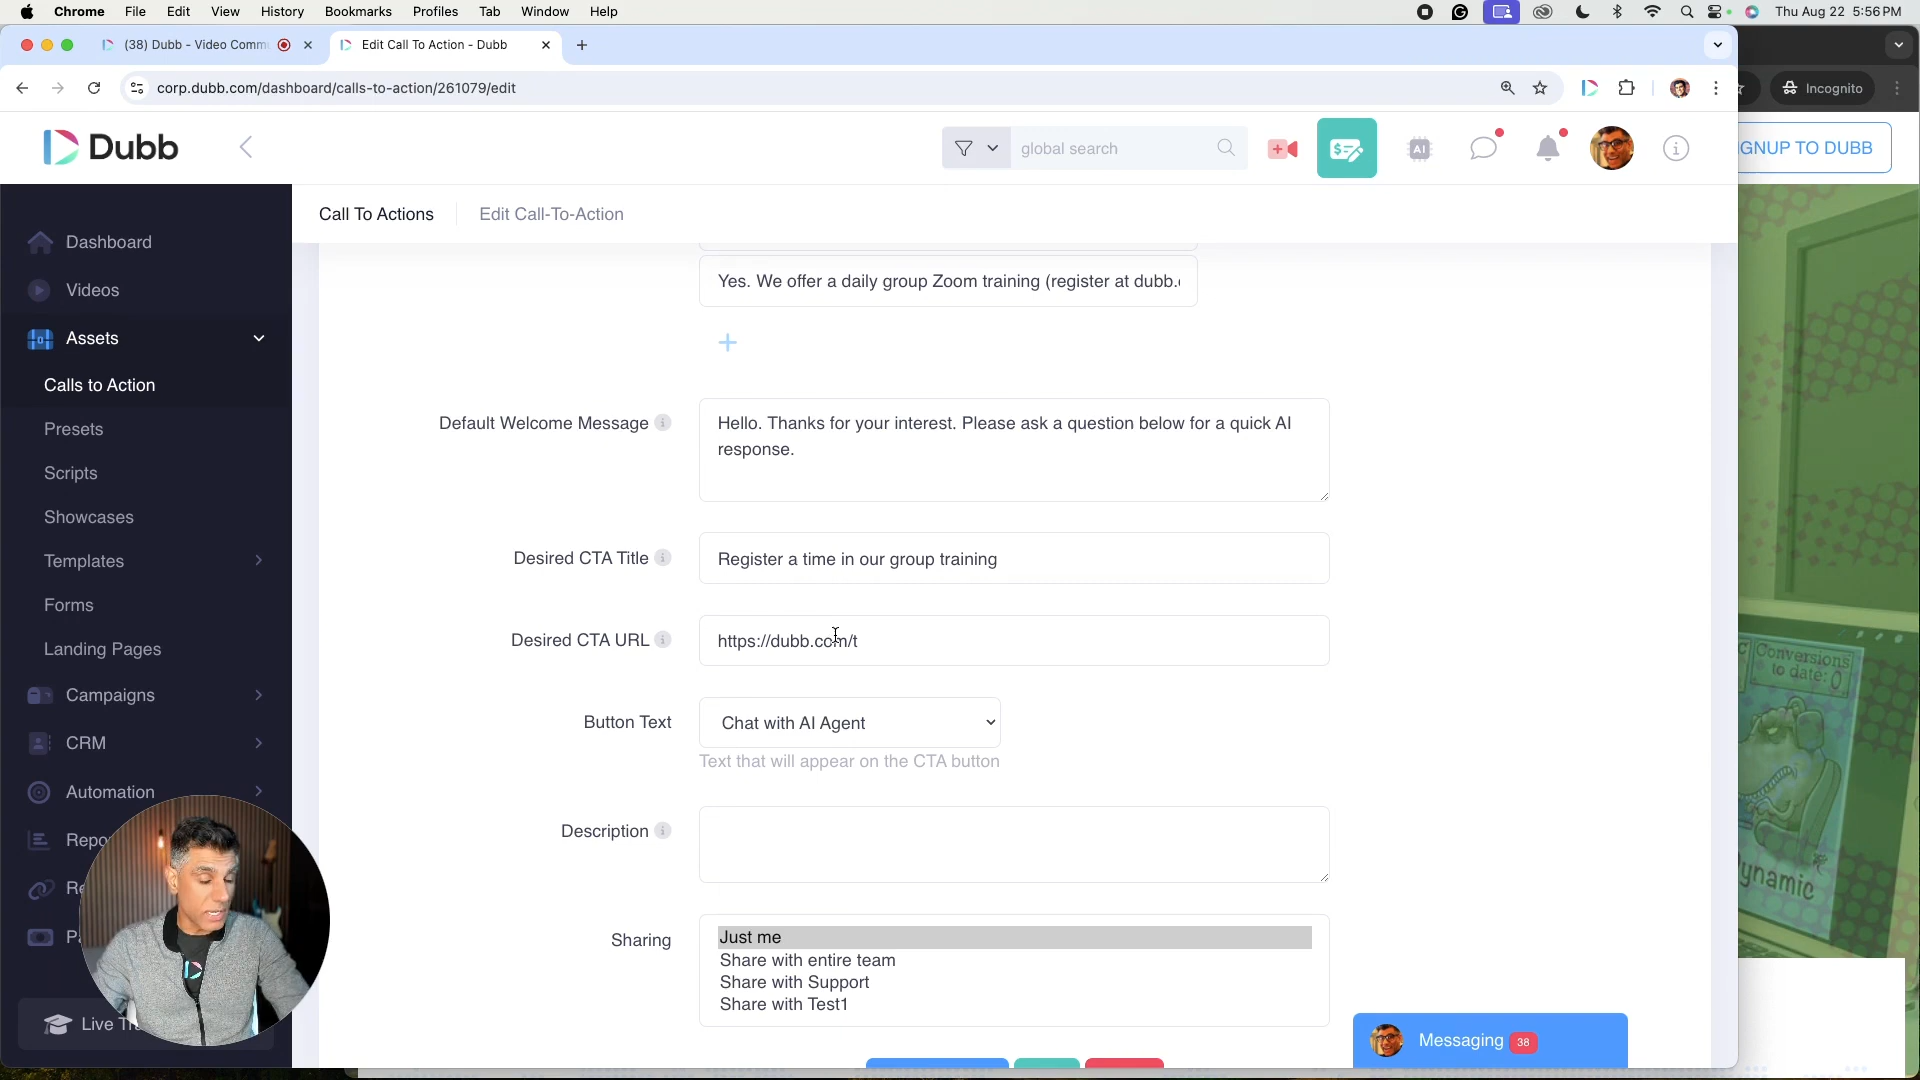 Chrome File Edit View History Bookmarks Profiles Tab Window Help Thu Aug 22 5:56 PM
(38) Dubb - Video Comm
Edit Call To Action - Dubb
corp.dubb.com/dashboard/calls-to-action/261079/edit
Incognito
Dubb
global search
AI
GNUP TO DUBB
Call To Actions
Edit Call-To-Action
Dashboard
Videos
Assets
Calls to Action
Presets
Scripts
Showcases
Templates
Forms
Landing Pages
Campaigns
CRM
Automation
Repo
Re
Pa
Live Tr
Yes. We offer a daily group Zoom training (register at dubb.
+
Default Welcome Message
Hello. Thanks for your interest. Please ask a question below for a quick AI
response.
Desired CTA Title
Register a time in our group training
Desired CTA URL
https://dubb.com/t
Button Text
Chat with AI Agent
Text that will appear on the CTA button
Description
Sharing
Just me
Share with entire team
Share with Support
Share with Test1
Messaging 38
Conversions
to date: 0
ynamic